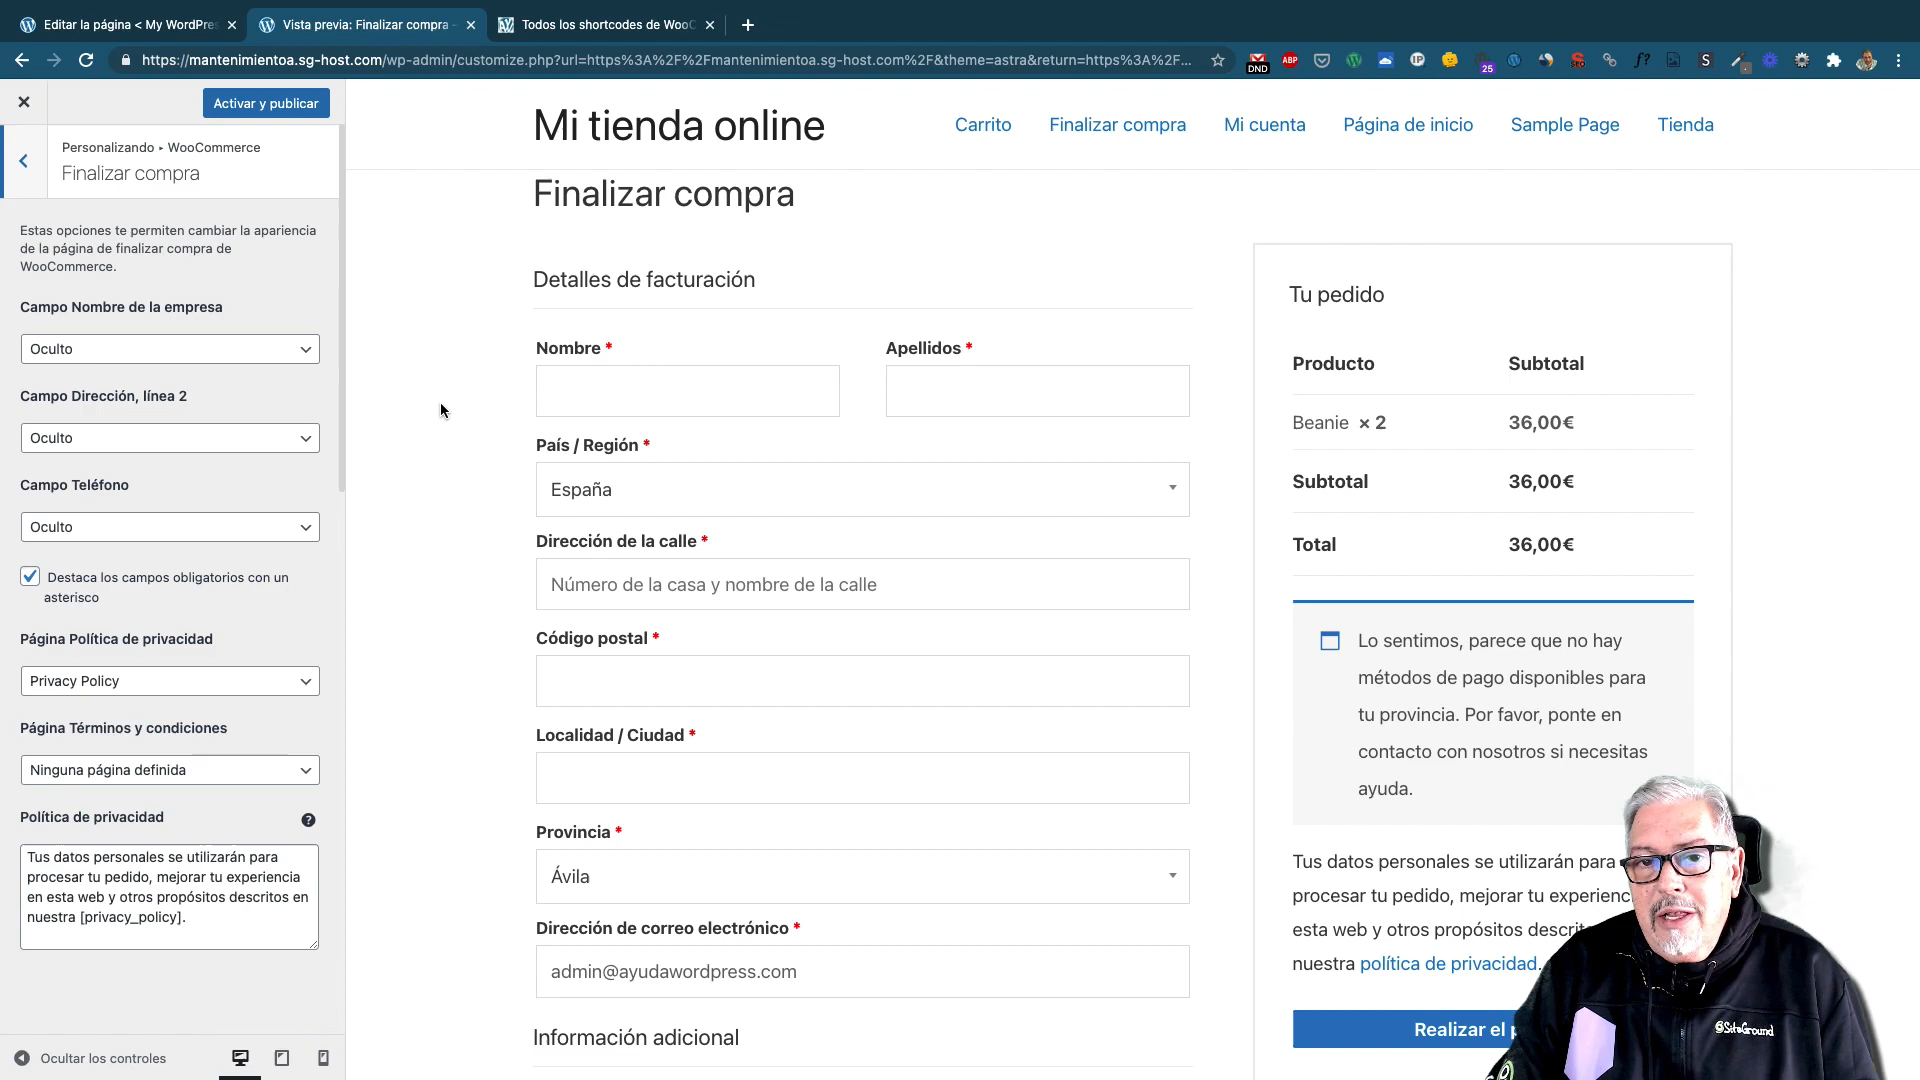 Editar la página < My WordPre
Vista previa: Finalizar compra -
Todos los shortcodes de WooC
https://mantenimientoa.sg-host.com/wp-admin/customize.php?url=https%3A%2F%2Fmantenimientoa.sg-host.com%2F&theme=astra&return=https%3A%2F...
DND
ABP
25
Activar y publicar
Personalizando ▸ WooCommerce
Finalizar compra
Estas opciones te permiten cambiar la apariencia
de la página de finalizar compra de
WooCommerce.
Campo Nombre de la empresa
Oculto
Campo Dirección, línea 2
Oculto
Campo Teléfono
Oculto
Destaca los campos obligatorios con un
asterisco
Página Política de privacidad
Privacy Policy
Página Términos y condiciones
Ninguna página definida
Política de privacidad
Tus datos personales se utilizarán para
procesar tu pedido, mejorar tu experiencia
en esta web y otros propósitos descritos en
nuestra [privacy_policy].
Ocultar los controles
Mi tienda online
Carrito
Finalizar compra
Mi cuenta
Página de inicio
Sample Page
Tienda
Finalizar compra
Detalles de facturación
Nombre *
Apellidos *
País / Región *
España
Dirección de la calle *
Número de la casa y nombre de la calle
Código postal *
Localidad / Ciudad *
Provincia *
Ávila
Dirección de correo electrónico *
admin@ayudawordpress.com
Información adicional
Tu pedido
Producto Subtotal
Beanie × 2 36,00€
Subtotal 36,00€
Total 36,00€
Lo sentimos, parece que no hay
métodos de pago disponibles para
tu provincia. Por favor, ponte en
contacto con nosotros si necesitas
ayuda.
Tus datos personales se utilizarán para
procesar tu pedido, mejorar tu experienc
esta web y otros propósitos descrit
nuestra política de privacidad.
Realizar el p
SiteGround